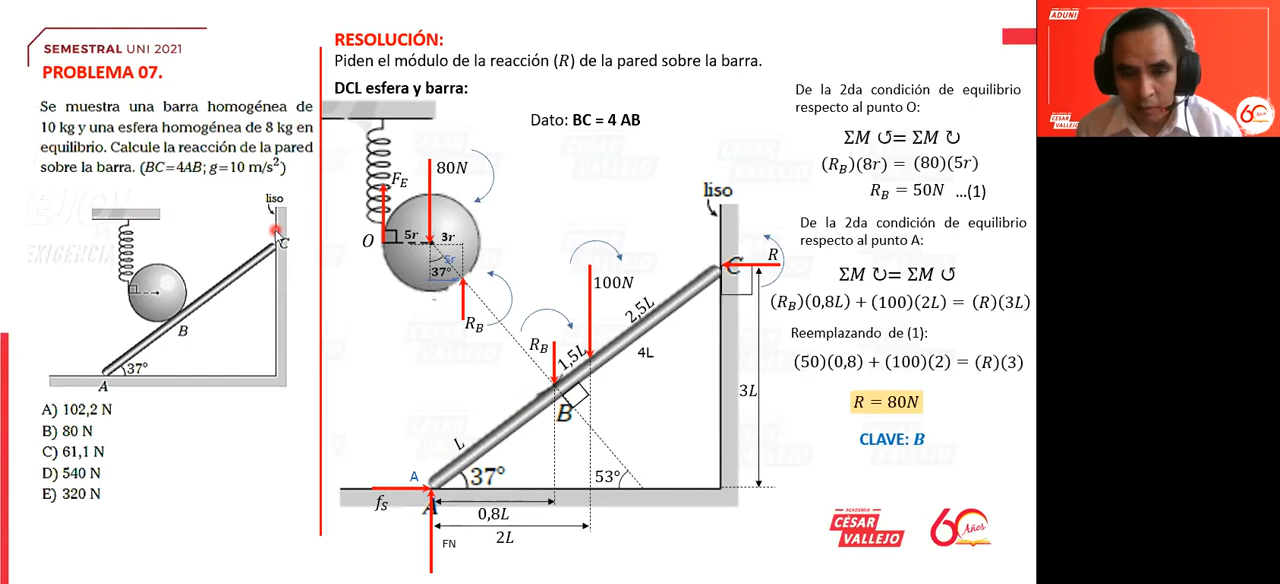 SEMESTRAL UNI 2021
PROBLEMA 07.
Se muestra una barra homogénea de
10 kg y una esfera homogénea de 8 kg en
equilibrio. Calcule la reacción de la pared
sobre la barra. (BC=4AB; g=10 m/s²)
liso
C
B
37°
A
A) 102,2 N
B) 80 N
C) 61,1 N
D) 540 N
E) 320 N
RESOLUCIÓN:
Piden el módulo de la reacción (R) de la pared sobre la barra.
DCL esfera y barra:
Dato: BC = 4 AB
80N
F_E
O
5r
3r
5r
37°
R_B
R_B
100N
1,5L
2,5L
4L
liso
C
R
3L
B
L
A
37°
53°
f_S
A
0,8L
2L
FN
De la 2da condición de equilibrio
respecto al punto O:
ΣM ↺= ΣM ↻
(R_B)(8r) = (80)(5r)
R_B = 50N ...(1)
De la 2da condición de equilibrio
respecto al punto A:
ΣM ↻= ΣM ↺
(R_B)(0,8L) + (100)(2L) = (R)(3L)
Reemplazando de (1):
(50)(0,8) + (100)(2) = (R)(3)
R = 80N
CLAVE: B
ACADEMIA
CÉSAR
VALLEJO
60
Años
ADUNI
ACADEMIA
CÉSAR
VALLEJO
60
Años